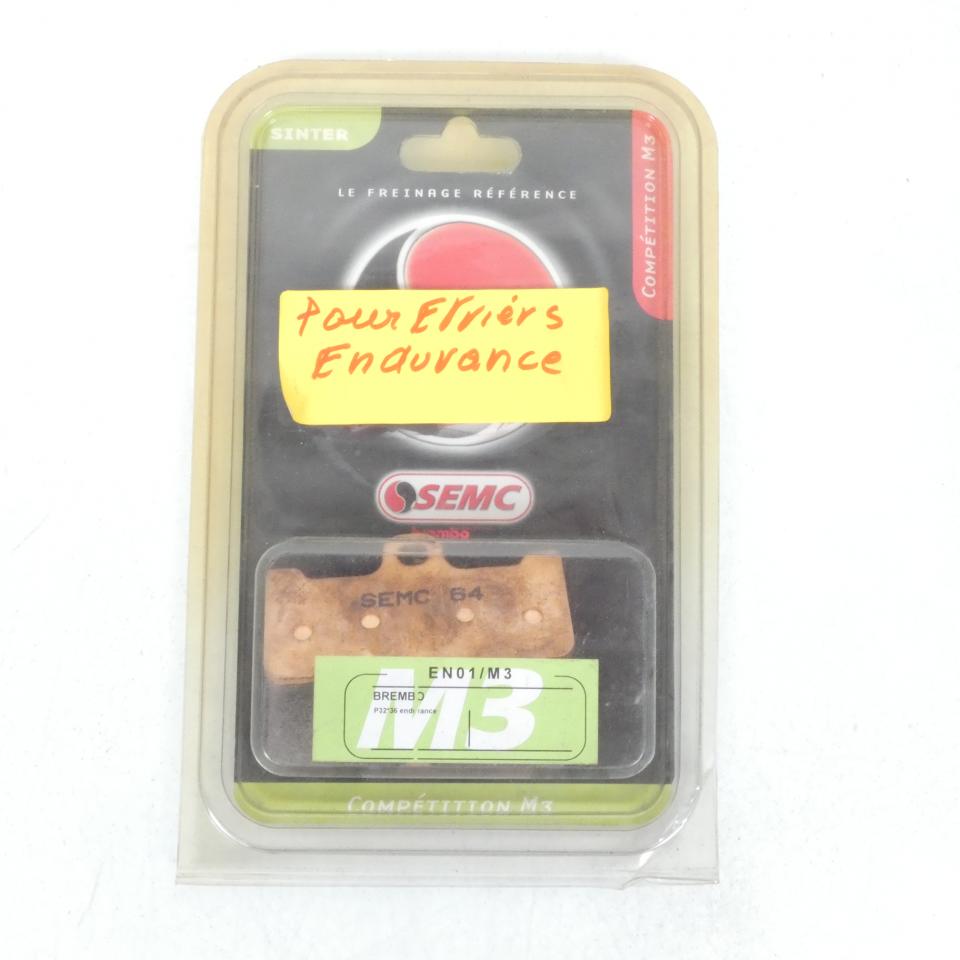 SINTER
COMPÉTITION M3
LE FREINAGE RÉFÉRENCE
Pour Etriérs
Endurance
SEMC
brembo
SEMC 64
EN01/M3
BREMBO
P32*36 endurance
M3
COMPÉTITION M3